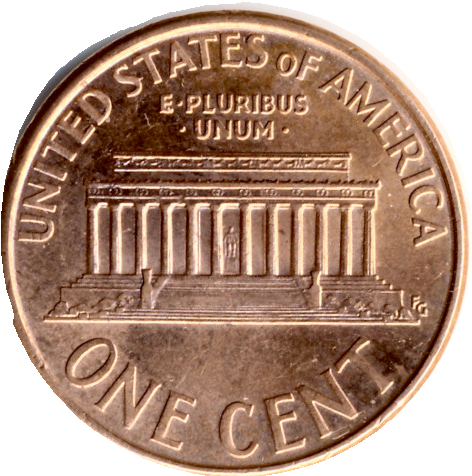 UNITED STATES OF AMERICA
E·PLURIBUS
·UNUM·
FG
ONE CENT